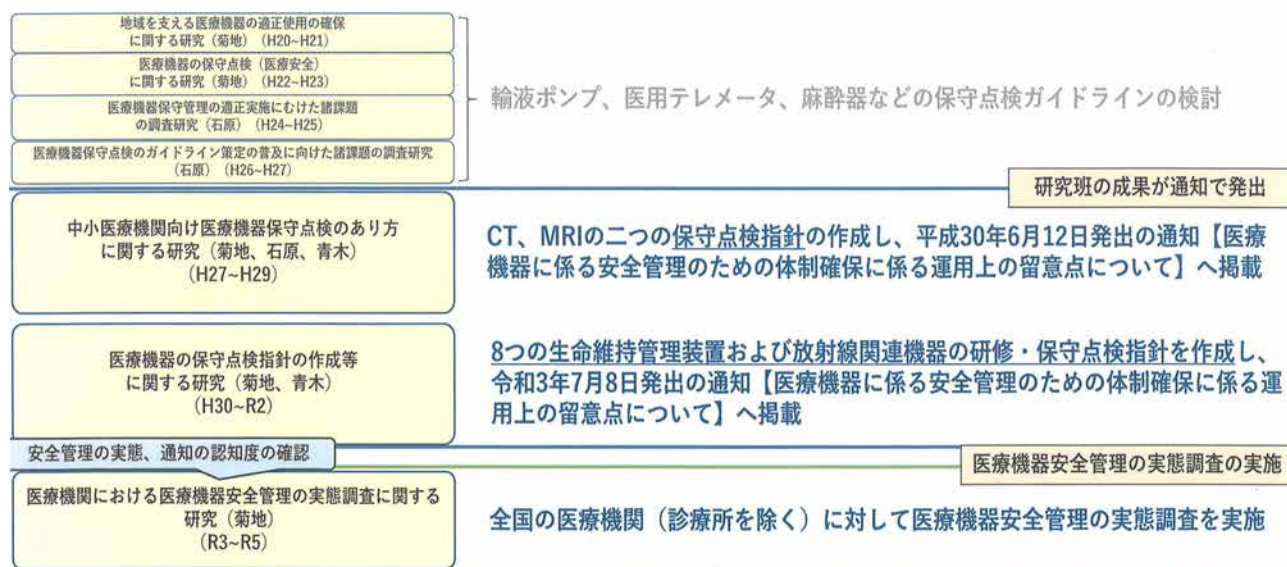 地域を支える医療機器の適正使用の確保
に関する研究（菊地）（H20~H21）
医療機器の保守点検（医療安全）
に関する研究（菊地）（H22~H23）
医療機器保守管理の適正実施にむけた諸課題
の調査研究（石原）（H24~H25）
医療機器保守点検のガイドライン策定の普及に向けた諸課題の調査研究
（石原）（H26~H27）
輸液ポンプ、医用テレメータ、麻酔器などの保守点検ガイドラインの検討
研究班の成果が通知で発出
中小医療機関向け医療機器保守点検のあり方
に関する研究（菊地、石原、青木）
（H27~H29）
CT、MRIの二つの保守点検指針の作成し、平成30年6月12日発出の通知【医療
機器に係る安全管理のための体制確保に係る運用上の留意点について】へ掲載
医療機器の保守点検指針の作成等
に関する研究（菊地、青木）
（H30~R2）
8つの生命維持管理装置および放射線関連機器の研修・保守点検指針を作成し、
令和3年7月8日発出の通知【医療機器に係る安全管理のための体制確保に係る運
用上の留意点について】へ掲載
安全管理の実態、通知の認知度の確認
医療機器安全管理の実態調査の実施
医療機関における医療機器安全管理の実態調査に関する
研究（菊地）
（R3~R5）
全国の医療機関（診療所を除く）に対して医療機器安全管理の実態調査を実施